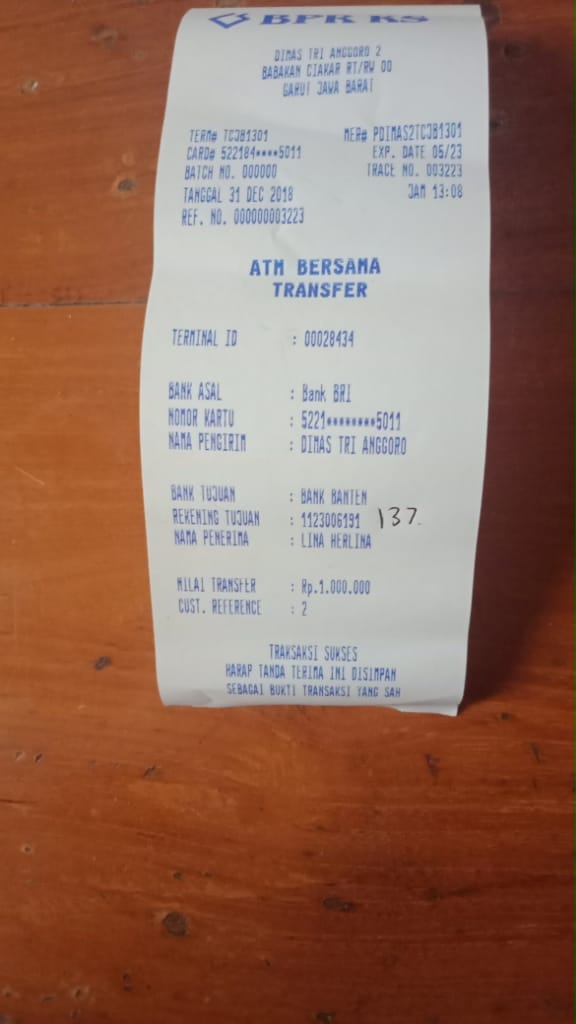 BPK KS
DIMAS TRI ANGGORO 2
BABAKAN CIAKAR RT/RW 00
GARUT JAWA BARAT
TERM# TCJB1301 MER# PDIMAS2TCJB1301
CARD# 522184****5011 EXP. DATE 05/23
BATCH NO. 000000 TRACE NO. 003223
TANGGAL 31 DEC 2018 JAM 13:08
REF. NO. 000000003223
ATM BERSAMA
TRANSFER
TERMINAL ID : 00028434
BANK ASAL : Bank BRI
NOMOR KARTU : 5221********5011
NAMA PENGIRIM : DIMAS TRI ANGGORO
BANK TUJUAN : BANK BANTEN
REKENING TUJUAN : 1123006191 137.
NAMA PENERIMA : LINA HERLINA
NILAI TRANSFER : Rp.1.000.000
CUST. REFERENCE : 2
TRAKSAKSI SUKSES
HARAP TANDA TERIMA INI DISIMPAN
SEBAGAI BUKTI TRANSAKSI YANG SAH